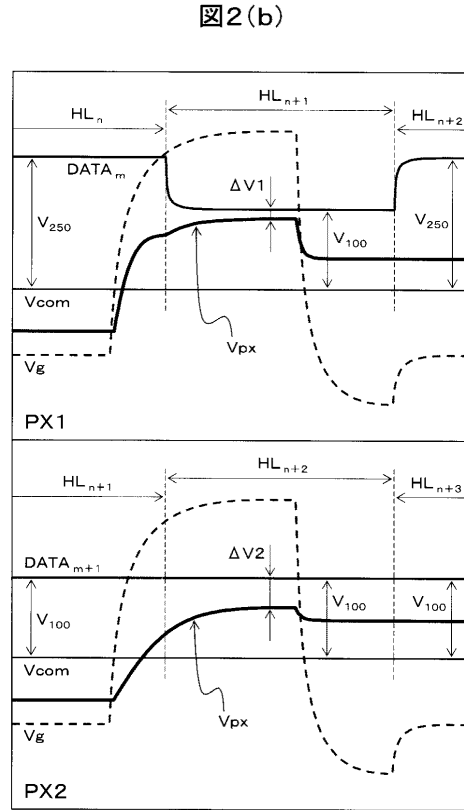 図2(b)
HLn HLn+1 HLn+2
DATAm
ΔV1
V250 V100 V250
Vcom
Vpx
Vg
PX1
HLn+1 HLn+2 HLn+3
DATAm+1
ΔV2
V100 V100 V100
Vcom
Vpx
Vg
PX2